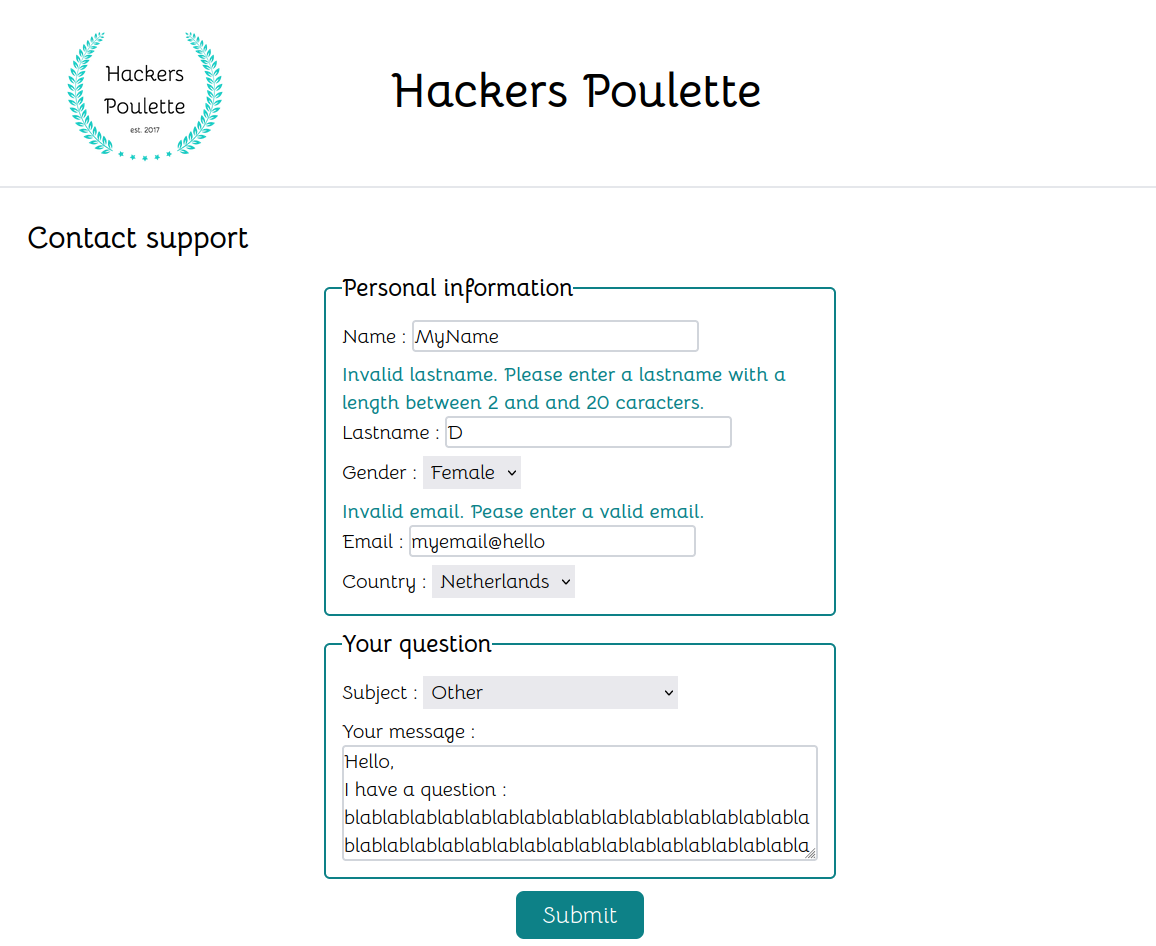 Hackers
Poulette
est. 2017
Hackers Poulette
Contact support
Personal information
Name : MyName
Invalid lastname. Please enter a lastname with a
length between 2 and and 20 caracters.
Lastname : D
Gender : Female
Invalid email. Pease enter a valid email.
Email : myemail@hello
Country : Netherlands
Your question
Subject : Other
Your message :
Hello,
I have a question :
blablablablablablablablablablablablablablablablabla
blablablablablablablablablablablablablablablablabla
Submit